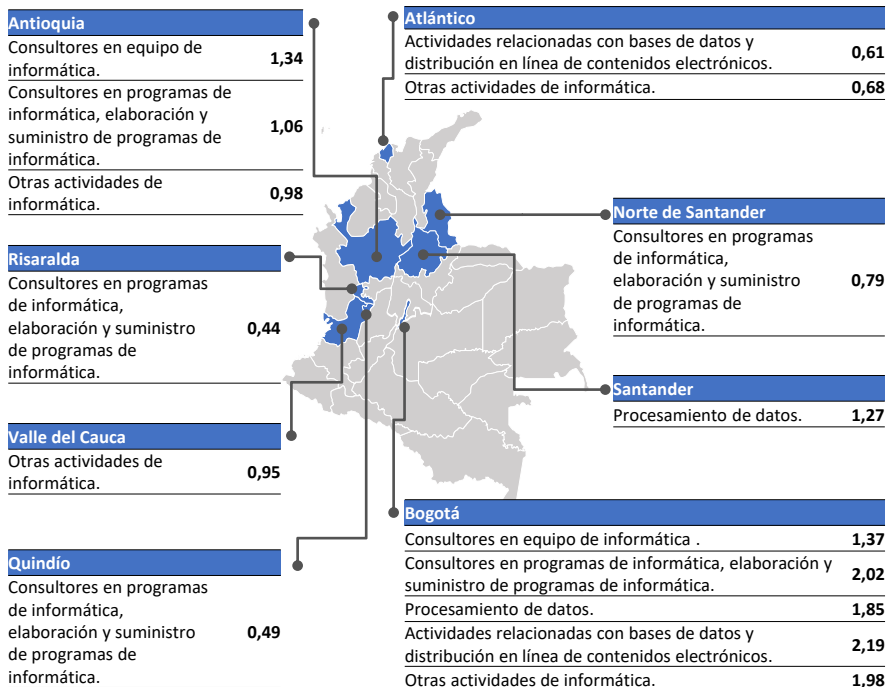 Antioquia
Consultores en equipo de
informática.
1,34
Consultores en programas de
informática, elaboración y
suministro de programas de
informática.
1,06
Otras actividades de
informática.
0,98
Atlántico
Actividades relacionadas con bases de datos y
distribución en línea de contenidos electrónicos.
0,61
Otras actividades de informática.
0,68
Norte de Santander
Consultores en programas
de informática,
elaboración y suministro
de programas de
informática.
0,79
Risaralda
Consultores en programas
de informática,
elaboración y suministro
de programas de
informática.
0,44
Santander
Procesamiento de datos.
1,27
Valle del Cauca
Otras actividades de
informática.
0,95
Bogotá
Consultores en equipo de informática .
1,37
Consultores en programas de informática, elaboración y
suministro de programas de informática.
2,02
Procesamiento de datos.
1,85
Actividades relacionadas con bases de datos y
distribución en línea de contenidos electrónicos.
2,19
Otras actividades de informática.
1,98
Quindío
Consultores en programas
de informática,
elaboración y suministro
de programas de
informática.
0,49